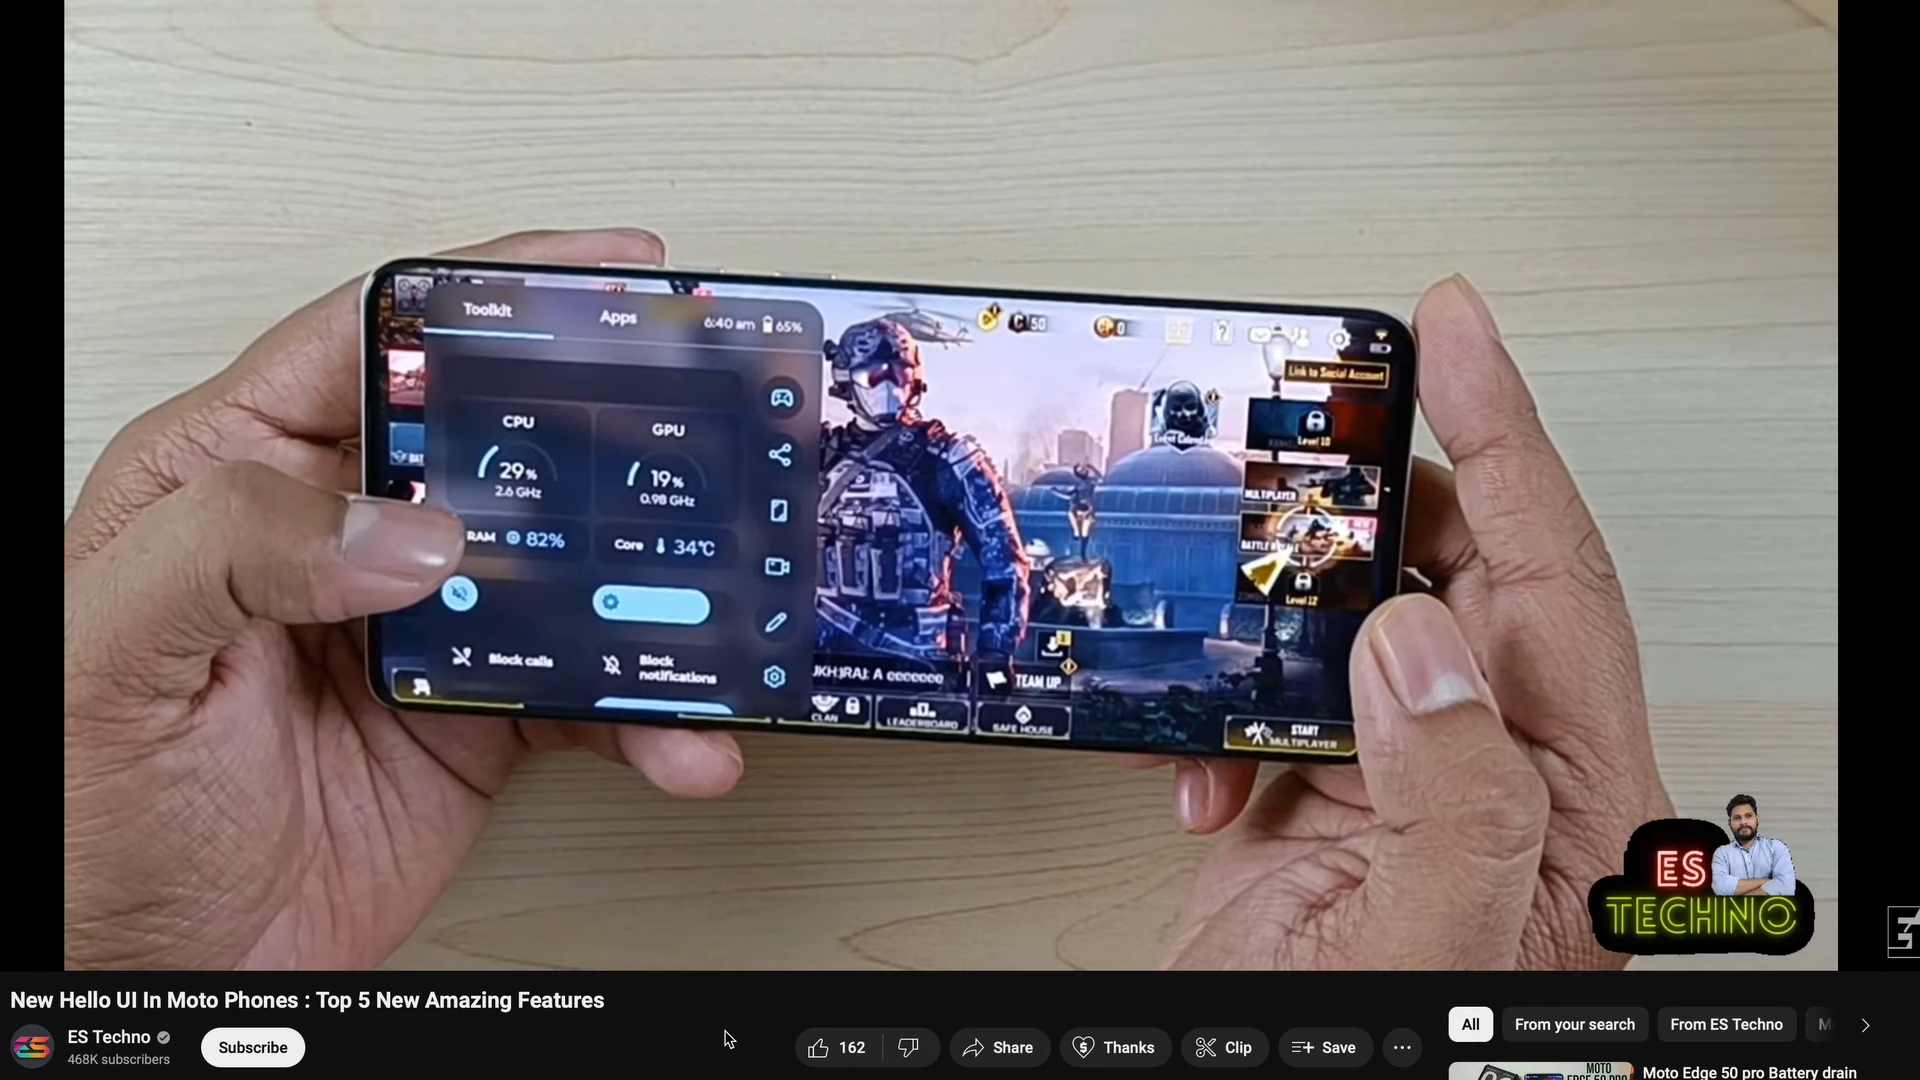 Toolkit
Apps
6:40 am 65%
CPU
29%
2.6 GHz
GPU
19%
0.98 GHz
RAM 82%
Core 34°C
Block calls
Block
notifications
50
0
Link to Social Account
Event Calendar
Level 10
MULTIPLAYER
Level 12
TEAM UP
CLAN
LEADERBOARD
SAFE HOUSE
START
MULTIPLAYER
ES
TECHNO
New Hello UI In Moto Phones : Top 5 New Amazing Features
ES Techno
468K subscribers
Subscribe
162
Share
Thanks
Clip
Save
All
From your search
From ES Techno
Moto Edge 50 pro Battery drain
MOTO